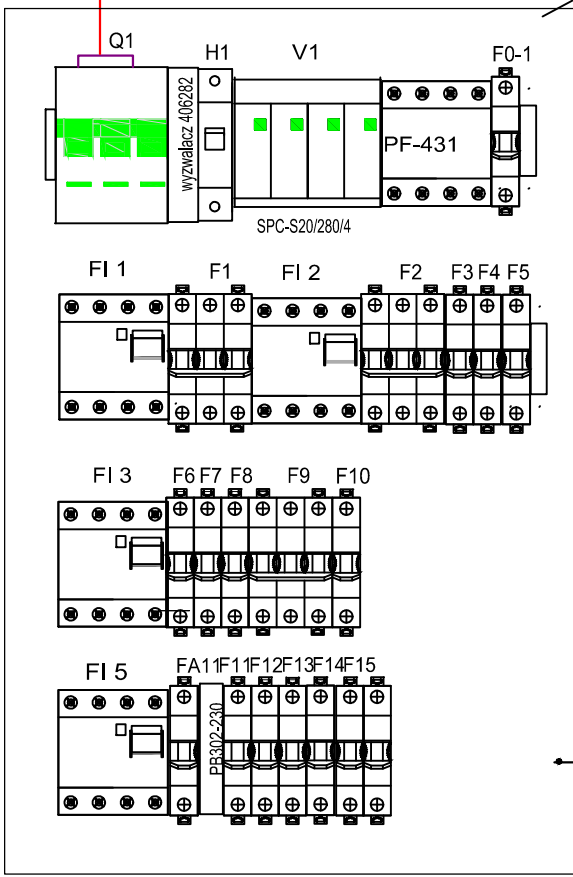 Q1 H1 V1 F0-1
wyzwalacz 406282
PF-431
SPC-S20/280/4
FI 1 F1 FI 2 F2 F3 F4 F5
FI 3 F6 F7 F8 F9 F10
FI 5 FA11 F11 F12 F13 F14 F15
PB302-230